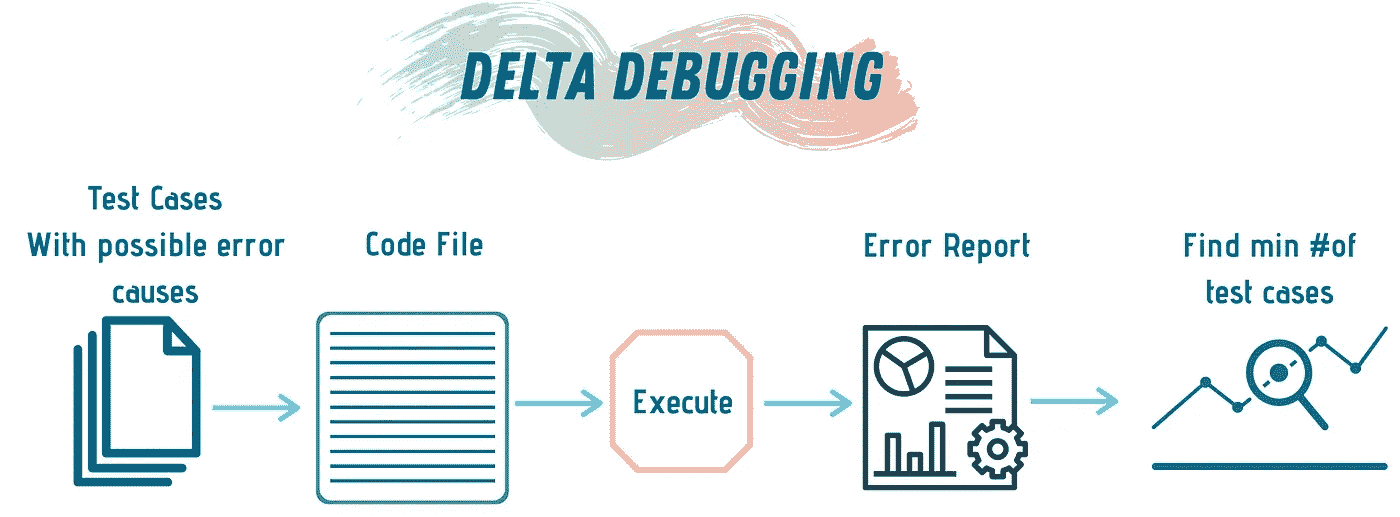 DELTA DEBUGGING
Test Cases
With possible error
causes
Code File
Execute
Error Report
Find min #of
test cases